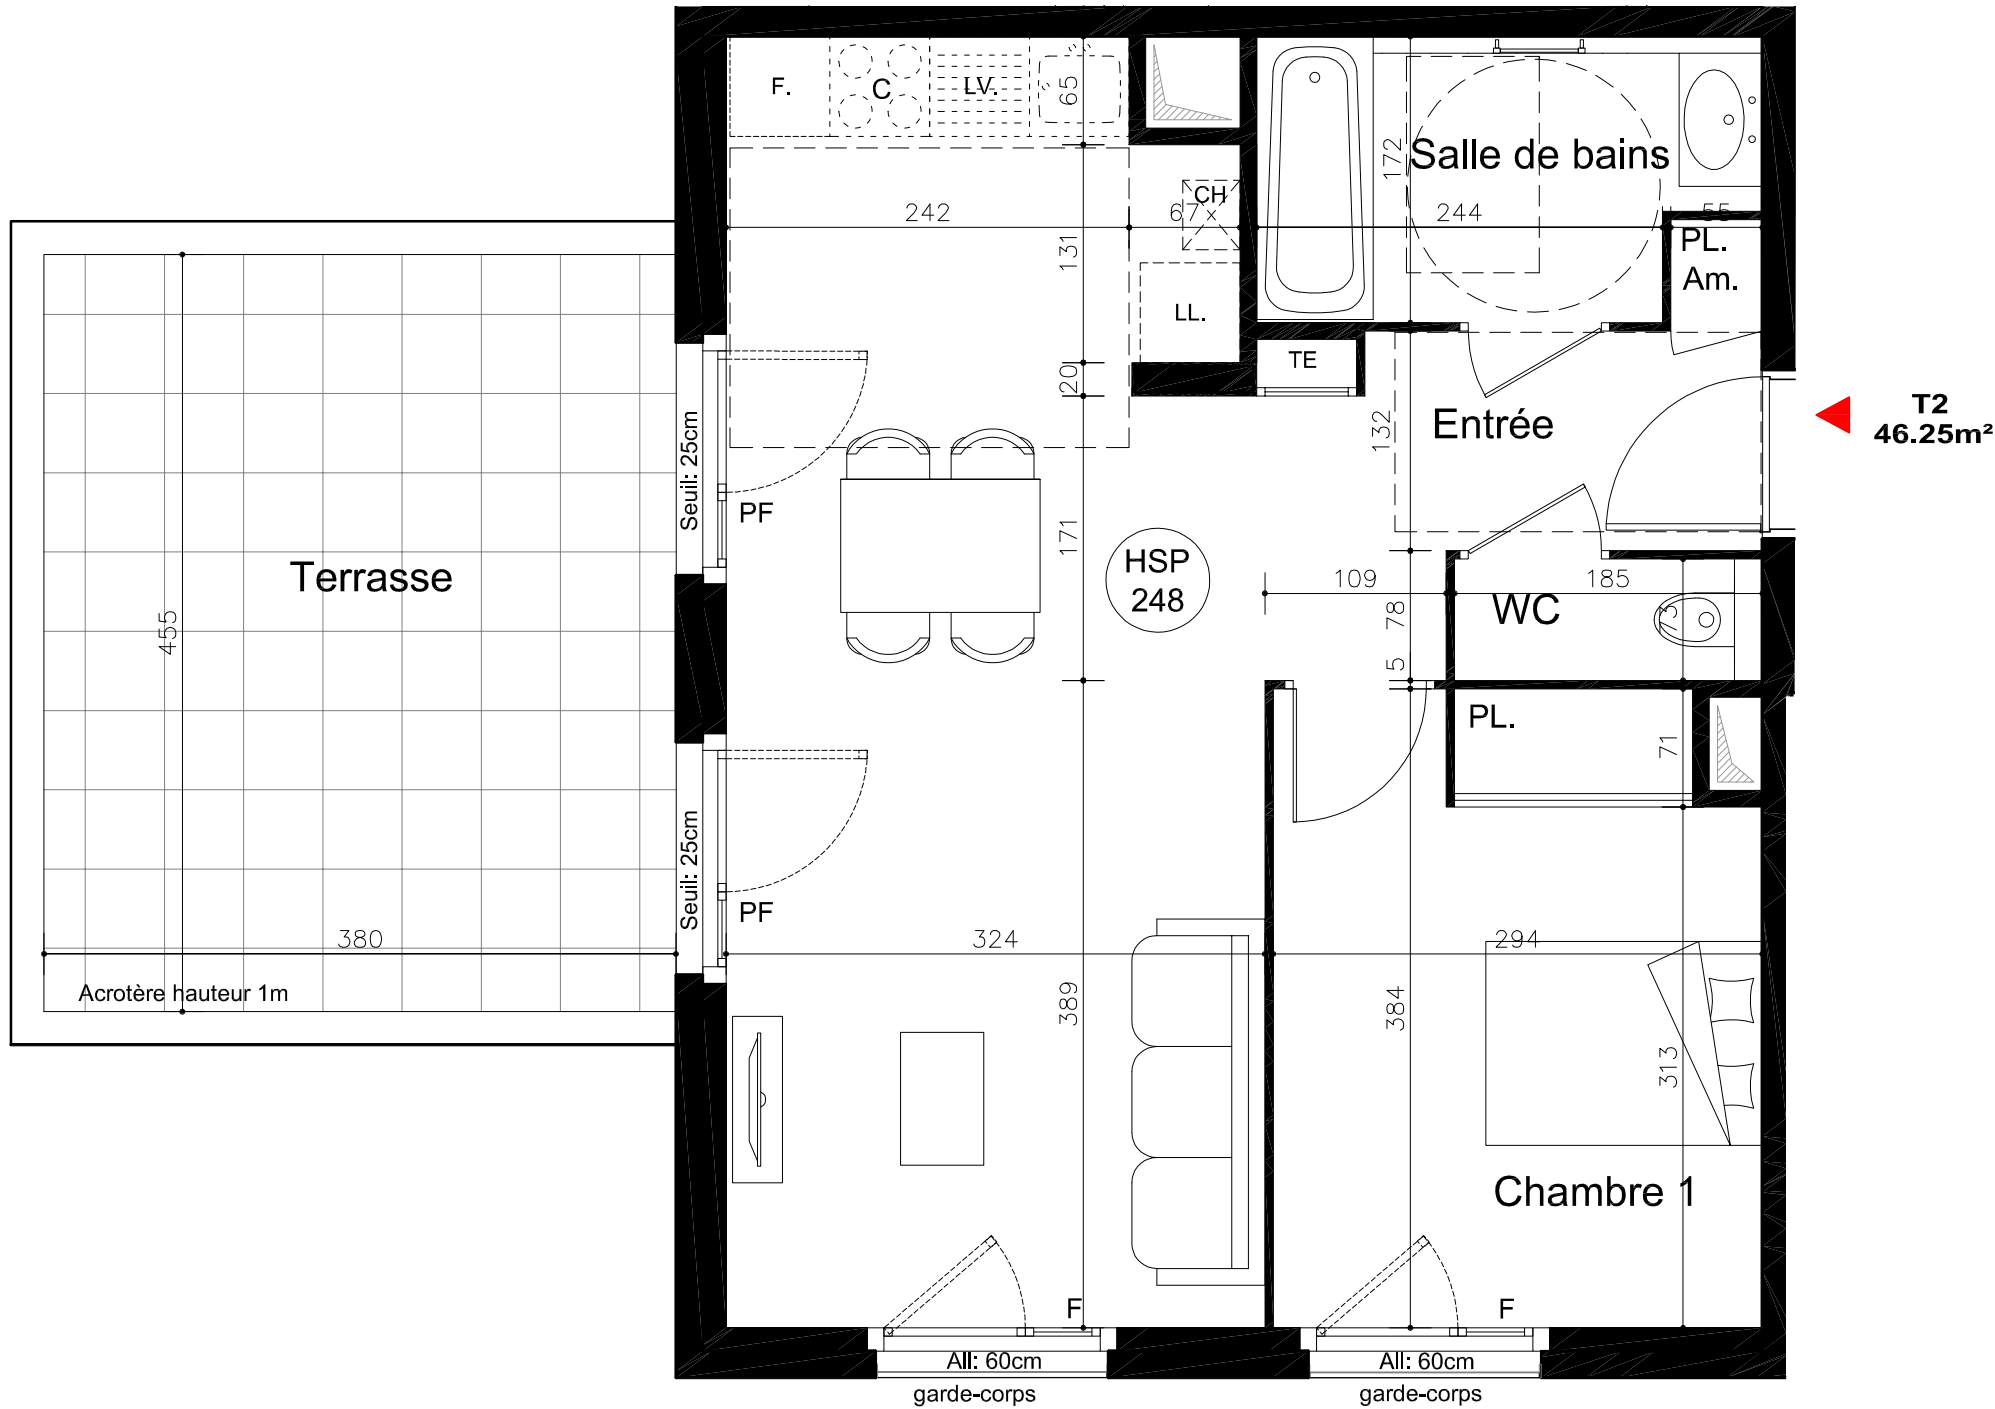 F.
C
LV.
65
Salle de bains
172
CH
242
67
244
55
131
PL.
Am.
LL.
TE
20
T2
46.25m²
Entrée
132
Seuil: 25cm
PF
171
HSP
248
109
185
Terrasse
455
78
WC
73
5
PL.
71
Seuil: 25cm
PF
380
324
294
Acrotère hauteur 1m
389
384
313
Chambre 1
F
F
All: 60cm
All: 60cm
garde-corps
garde-corps